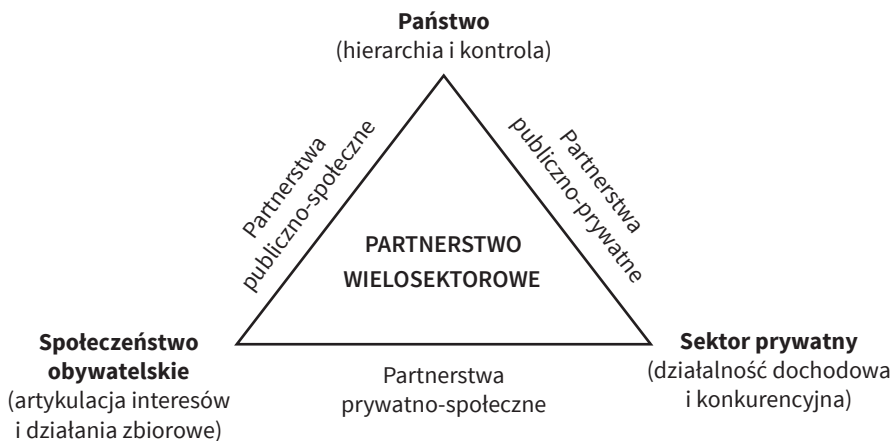 Państwo
(hierarchia i kontrola)
Partnerstwa
publiczno-społeczne
Partnerstwa
publiczno-prywatne
PARTNERSTWO
WIELOSEKTOROWE
Społeczeństwo
obywatelskie
(artykulacja interesów
i działania zbiorowe)
Partnerstwa
prywatno-społeczne
Sektor prywatny
(działalność dochodowa
i konkurencyjna)